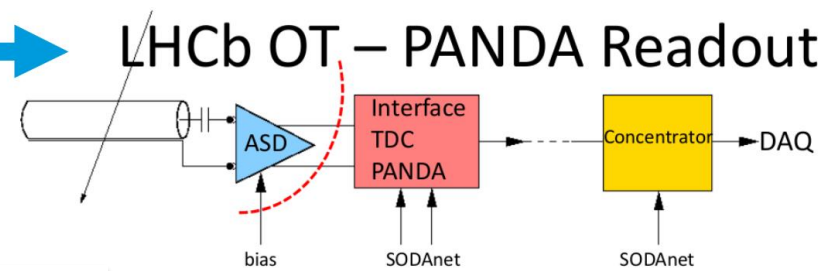 LHCb OT – PANDA Readout
ASD
Interface
TDC
PANDA
Concentrator
DAQ
bias
SODAnet
SODAnet